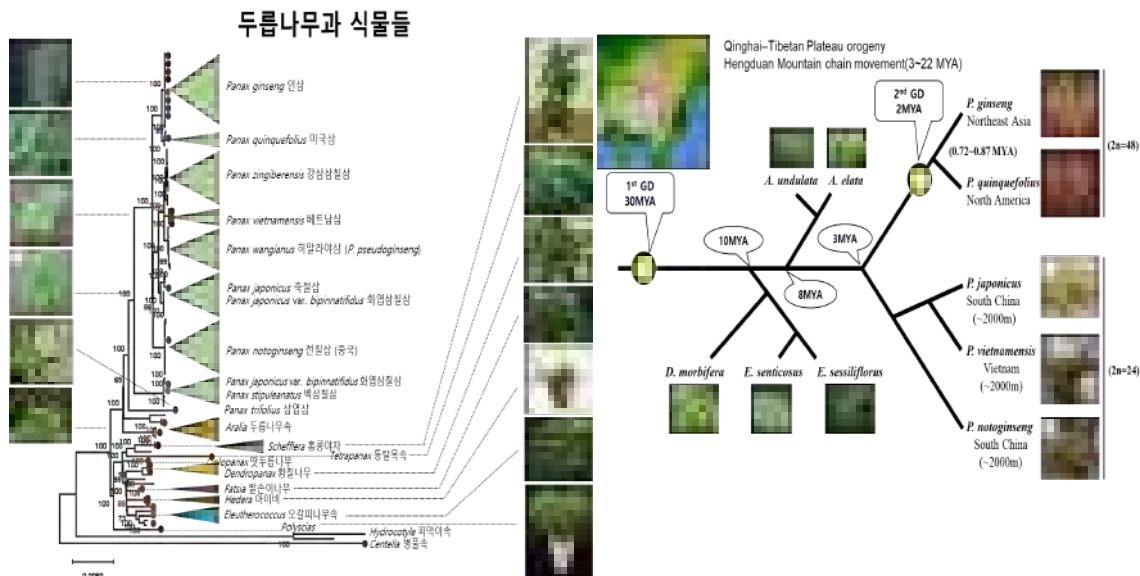 두릅나무과 식물들
Panax ginseng 인삼
Panax quinquefolius 미국삼
Panax zingiberensis 강삼삼칠삼
Panax vietnamensis 베트남삼
Panax wangianus 히말라야삼 (P. pseudoginseng)
Panax japonicus 죽칠삼
Panax japonicus var. bipinnatifidus 화엽삼칠삼
Panax notoginseng 전칠삼 (중국)
Panax japonicus var. bipinnatifidus 화엽삼칠삼
Panax stipuleanatus 백삼칠삼
Panax trifolius 삼엽삼
Aralia 두릅나무속
Schefflera 홍콩야자
Tetrapanax 통탈목속
Dendropanax 황칠나무
Fatsia 팔손이나무
Hedera 아이비
Eleutherococcus 오갈피나무속
Polyscias
Hydrocotyle 피막이속
Centella 병풀속
Qinghai–Tibetan Plateau orogeny
Hengduan Mountain chain movement(3~22 MYA)
1st GD
30MYA
2nd GD
2MYA
A. undulata
A. elata
10MYA
8MYA
3MYA
(0.72~0.87 MYA)
P. ginseng
Northeast Asia
P. quinquefolius
North America
(2n=48)
P. japonicus
South China
(~2000m)
P. vietnamensis
Vietnam
(~2000m)
P. notoginseng
South China
(~2000m)
(2n=24)
D. morbifera
E. senticosus
E. sessiliflorus